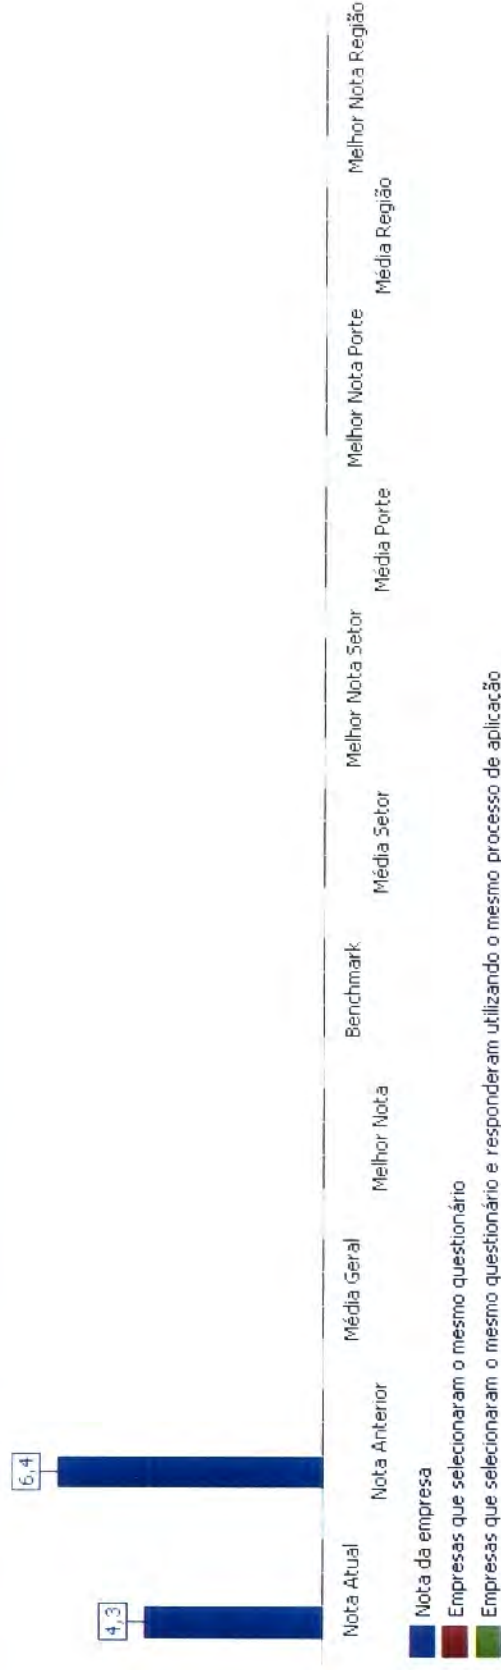 6,4
4,3
Nota Atual
Nota Anterior
Média Geral
Melhor Nota
Benchmark
Média Setor
Melhor Nota Setor
Média Porte
Melhor Nota Porte
Média Região
Melhor Nota Região
Nota da empresa
Empresas que selecionaram o mesmo questionário
Empresas que selecionaram o mesmo questionário e responderam utilizando o mesmo processo de aplicação